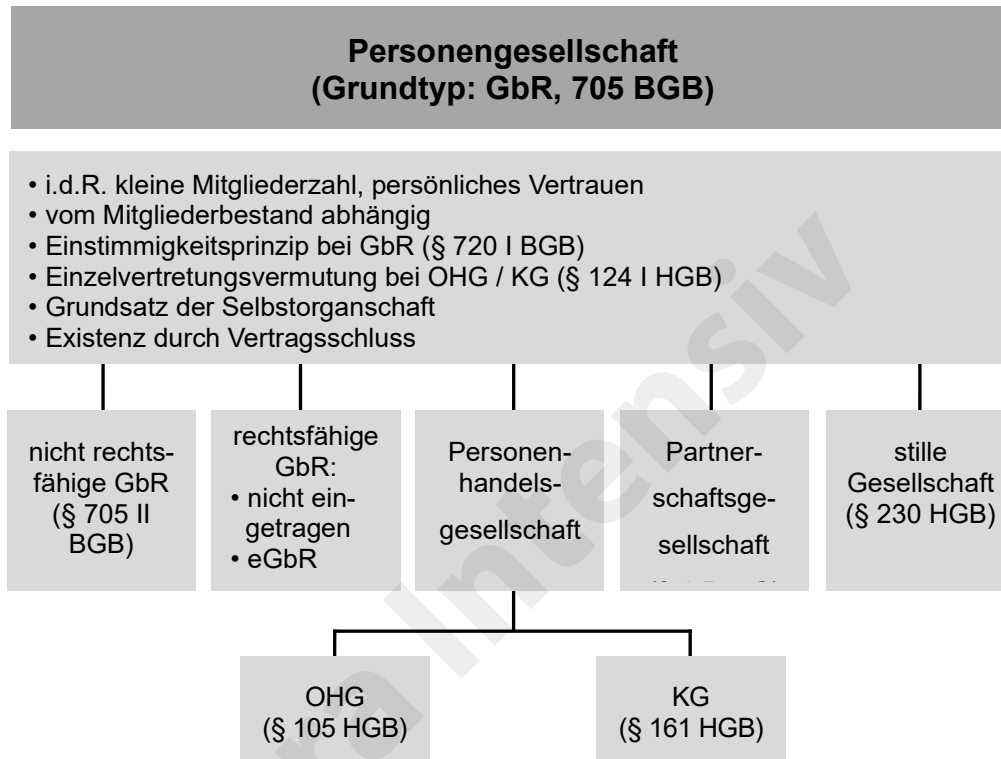 Personengesellschaft
(Grundtyp: GbR, 705 BGB)
• i.d.R. kleine Mitgliederzahl, persönliches Vertrauen
• vom Mitgliederbestand abhängig
• Einstimmigkeitsprinzip bei GbR (§ 720 I BGB)
• Einzelvertretungsvermutung bei OHG / KG (§ 124 I HGB)
• Grundsatz der Selbstorganschaft
• Existenz durch Vertragsschluss
nicht rechts-
fähige GbR
(§ 705 II
BGB)
rechtsfähige
GbR:
• nicht ein-
getragen
• eGbR
Personen-
handels-
gesellschaft
Partner-
schaftsge-
sellschaft
stille
Gesellschaft
(§ 230 HGB)
OHG
(§ 105 HGB)
KG
(§ 161 HGB)
ra Intensiv